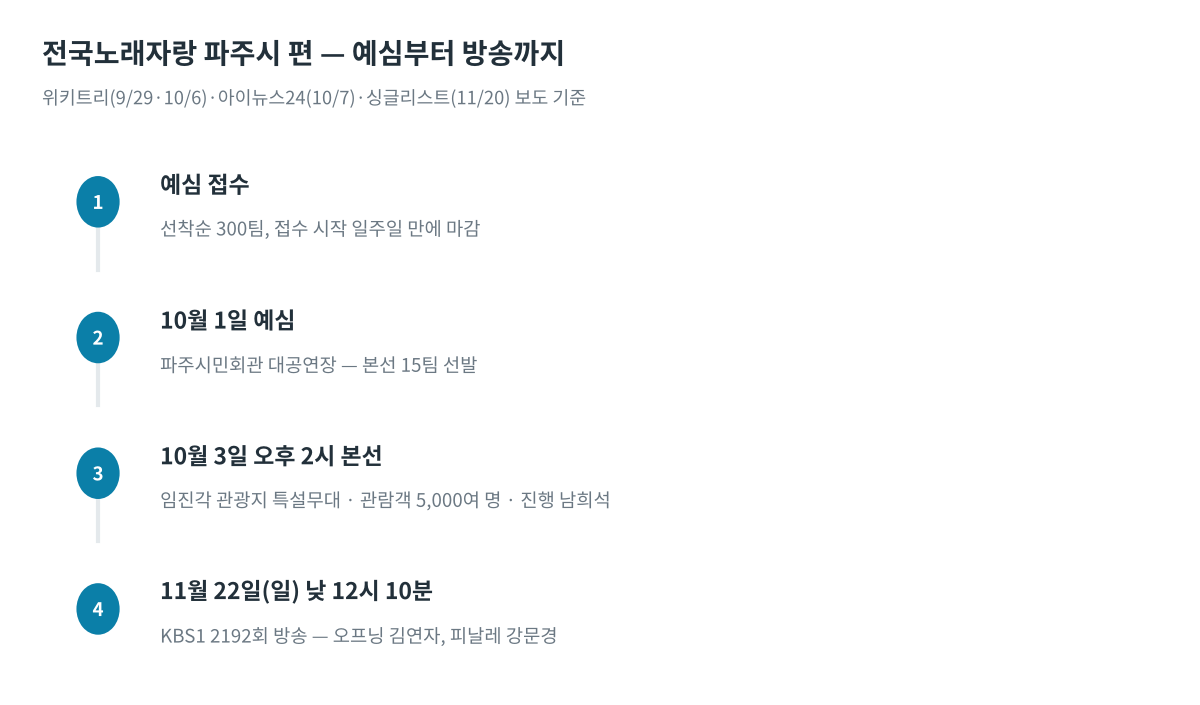 전국노래자랑 파주시 편 — 예심부터 방송까지
위키트리(9/29·10/6)·아이뉴스24(10/7)·싱글리스트(11/20) 보도 기준
1
예심 접수
선착순 300팀, 접수 시작 일주일 만에 마감
2
10월 1일 예심
파주시민회관 대공연장 — 본선 15팀 선발
3
10월 3일 오후 2시 본선
임진각 관광지 특설무대 · 관람객 5,000여 명 · 진행 남희석
4
11월 22일(일) 낮 12시 10분
KBS1 2192회 방송 — 오프닝 김연자, 피날레 강문경